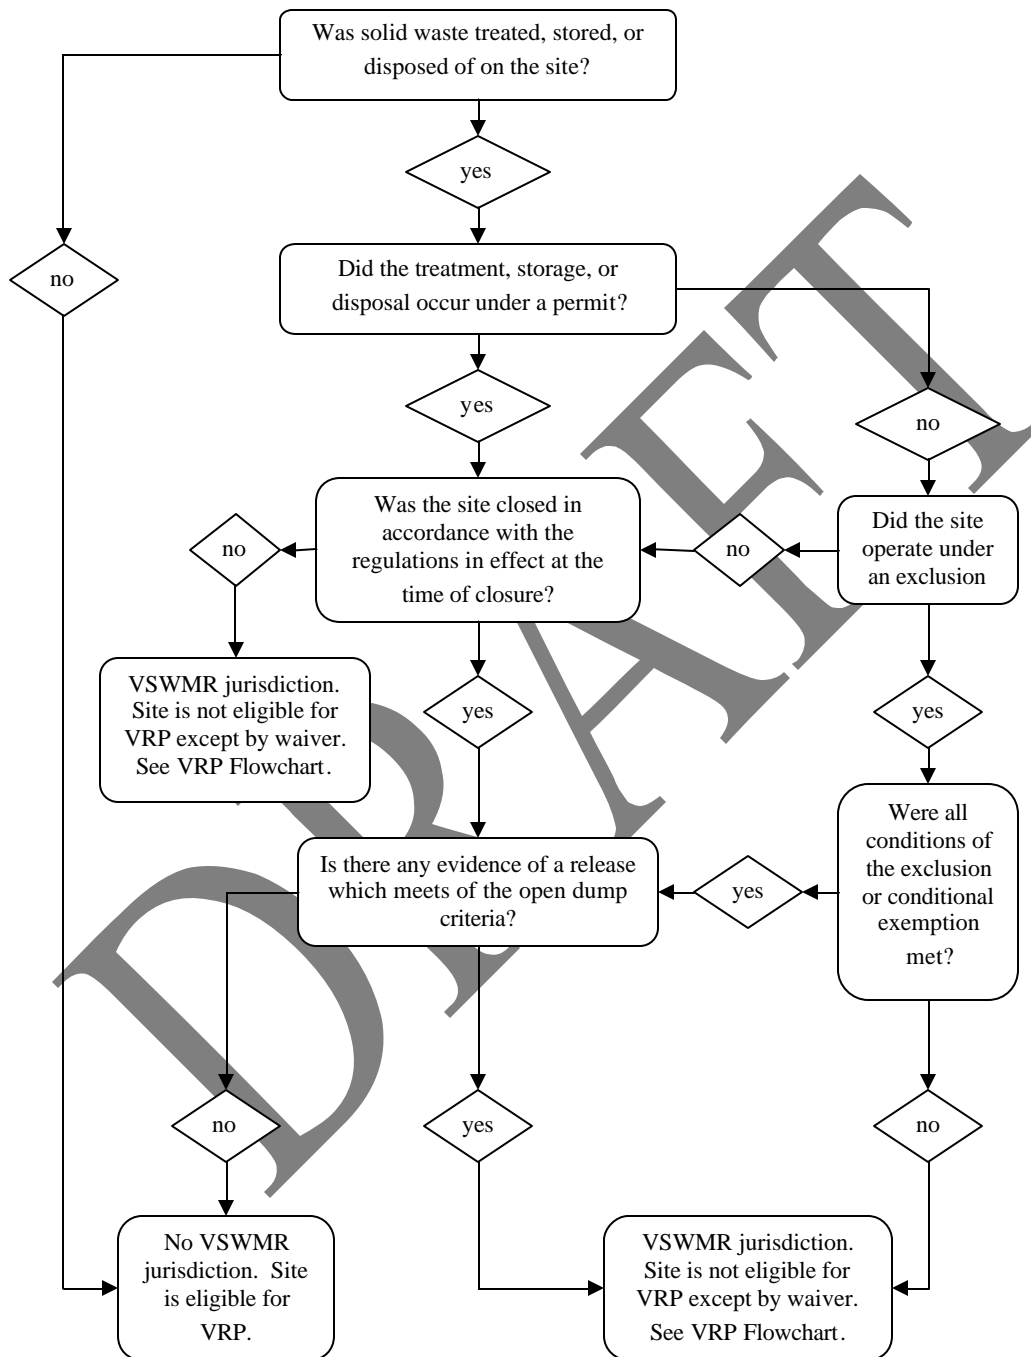 Was solid waste treated, stored, or
disposed of on the site?
yes
no
Did the treatment, storage, or
disposal occur under a permit?
yes
no
Was the site closed in
accordance with the
regulations in effect at the
time of closure?
no
no
Did the site
operate under
an exclusion
VSWMR jurisdiction.
Site is not eligible for
VRP except by waiver.
See VRP Flowchart.
yes
yes
Were all
conditions of
the exclusion
or conditional
exemption
met?
Is there any evidence of a release
which meets of the open dump
criteria?
yes
no
yes
no
No VSWMR
jurisdiction. Site
is eligible for
VRP.
VSWMR jurisdiction.
Site is not eligible for
VRP except by waiver.
See VRP Flowchart.
DRAFT